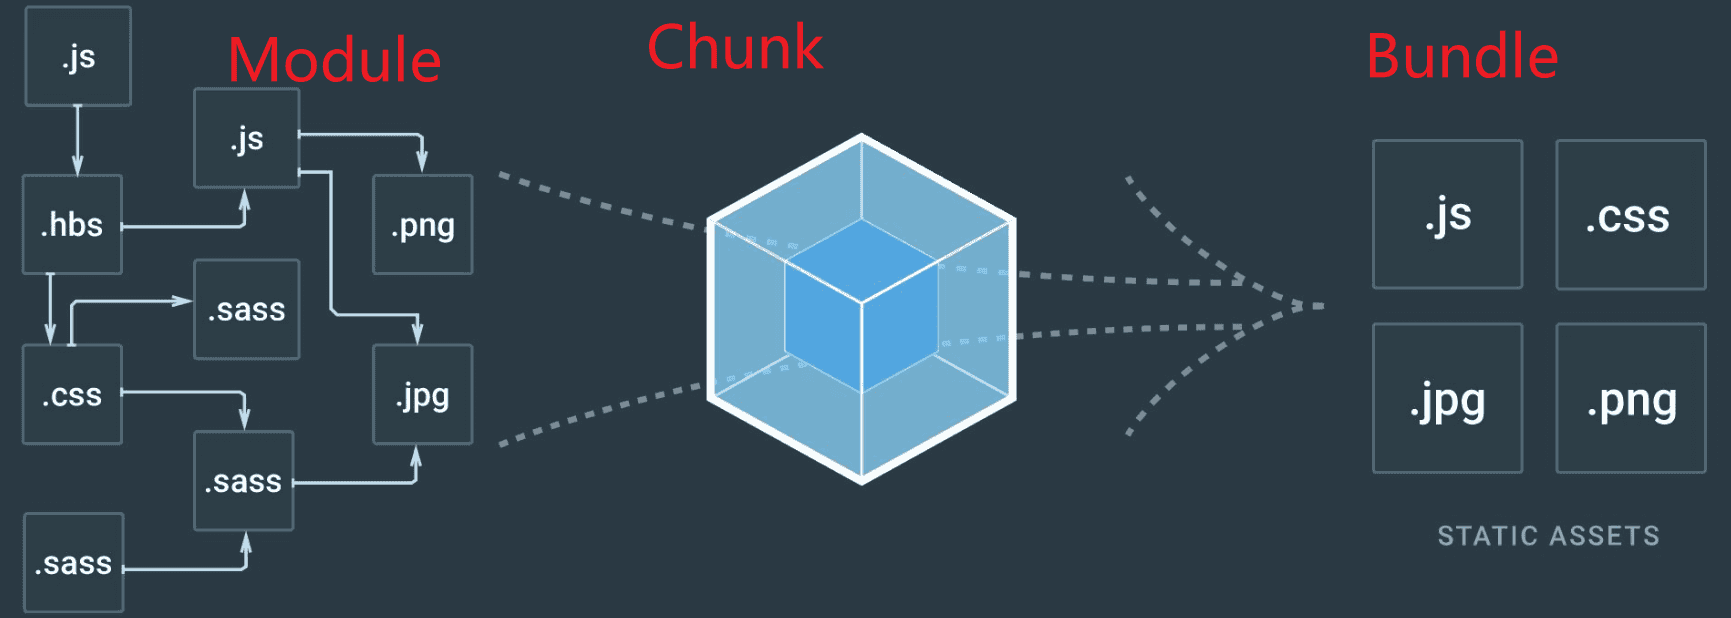 Module
Chunk
Bundle
.js
.js
.hbs
.png
.sass
.css
.jpg
.sass
.sass
.js
.css
.jpg
.png
STATIC ASSETS